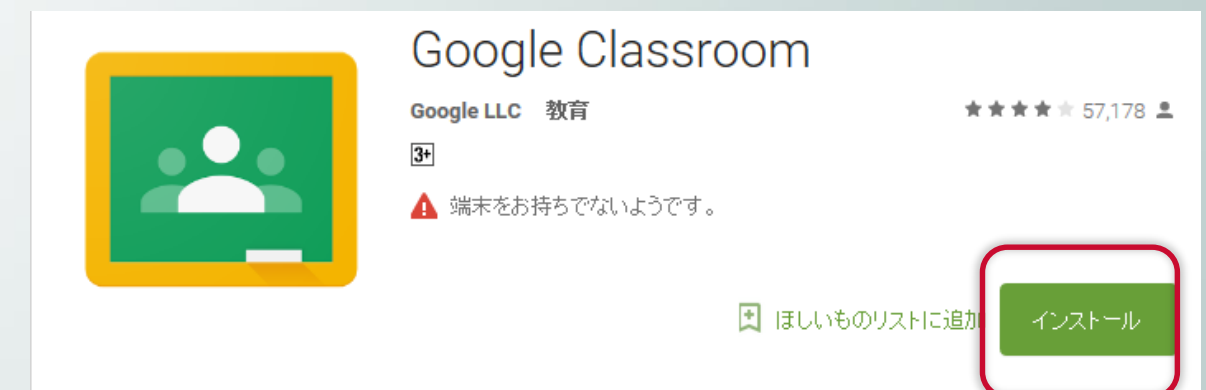 Google Classroom
Google LLC 教育
57,178
3+
端末をお持ちでないようです。
ほしいものリストに追加
インストール